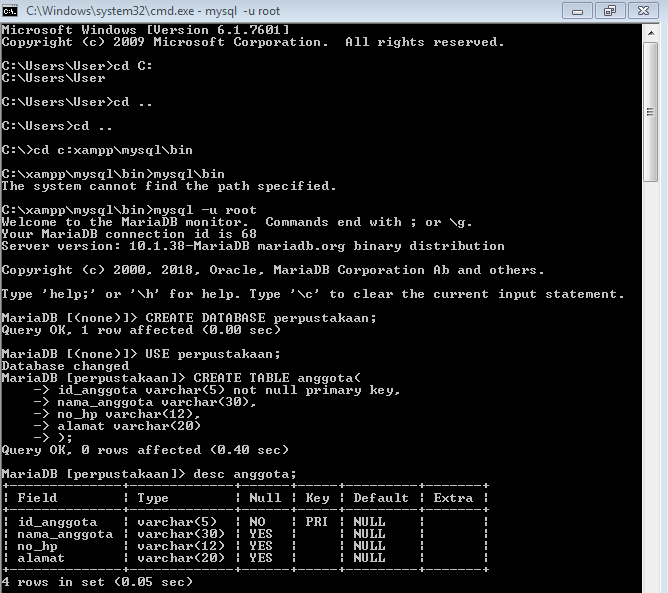 C:\Windows\system32\cmd.exe - mysql -u root
Microsoft Windows [Version 6.1.7601]
Copyright (c) 2009 Microsoft Corporation.  All rights reserved.
C:\Users\User>cd C:
C:\Users\User
C:\Users\User>cd ..
C:\Users>cd ..
C:\>cd c:xampp\mysql\bin
C:\xampp\mysql\bin>mysql\bin
The system cannot find the path specified.
C:\xampp\mysql\bin>mysql -u root
Welcome to the MariaDB monitor.  Commands end with ; or \g.
Your MariaDB connection id is 68
Server version: 10.1.38-MariaDB mariadb.org binary distribution
Copyright (c) 2000, 2018, Oracle, MariaDB Corporation Ab and others.
Type 'help;' or '\h' for help. Type '\c' to clear the current input statement.
MariaDB [(none)]> CREATE DATABASE perpustakaan;
Query OK, 1 row affected (0.00 sec)
MariaDB [(none)]> USE perpustakaan;
Database changed
MariaDB [perpustakaan]> CREATE TABLE anggota(
    -> id_anggota varchar(5) not null primary key,
    -> nama_anggota varchar(30),
    -> no_hp varchar(12),
    -> alamat varchar(20)
    -> );
Query OK, 0 rows affected (0.40 sec)
MariaDB [perpustakaan]> desc anggota;
+--------------+-------------+------+-----+---------+-------+
| Field        | Type        | Null | Key | Default | Extra |
+--------------+-------------+------+-----+---------+-------+
| id_anggota   | varchar(5)  | NO   | PRI | NULL    |       |
| nama_anggota | varchar(30) | YES  |     | NULL    |       |
| no_hp        | varchar(12) | YES  |     | NULL    |       |
| alamat       | varchar(20) | YES  |     | NULL    |       |
+--------------+-------------+------+-----+---------+-------+
4 rows in set (0.05 sec)